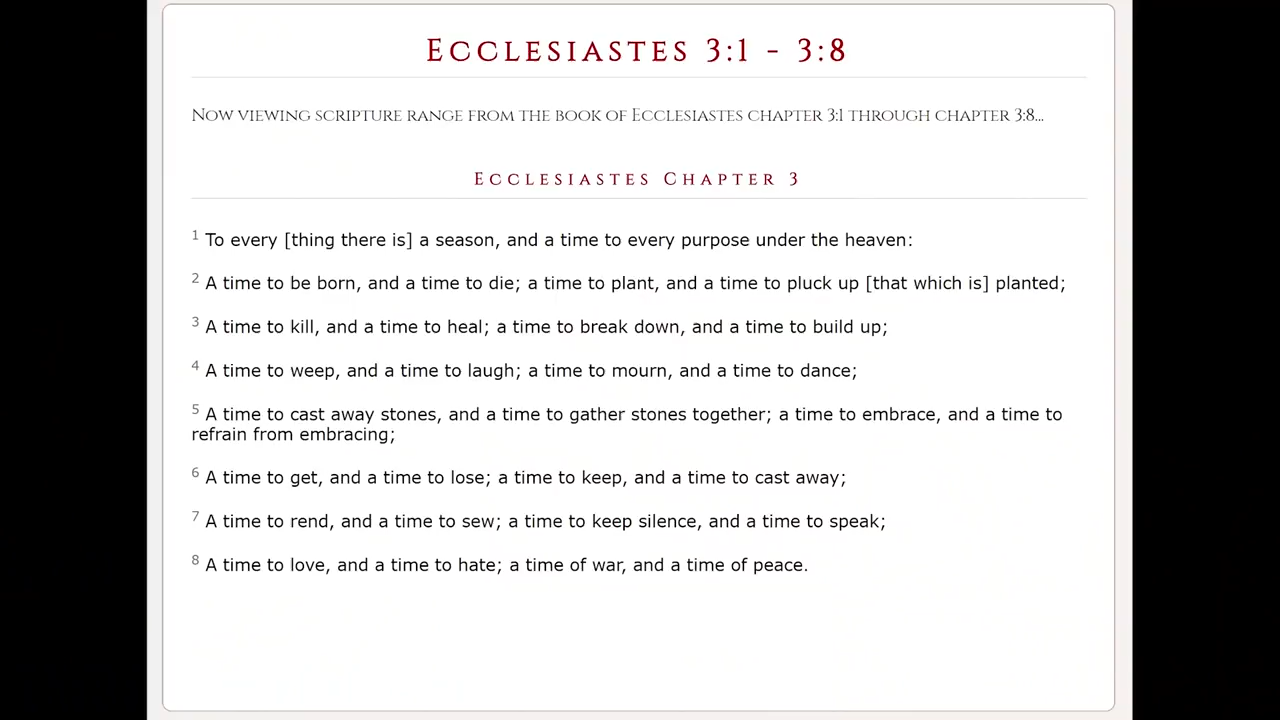 Ecclesiastes 3:1 - 3:8
Now viewing scripture range from the book of Ecclesiastes chapter 3:1 through chapter 3:8...
Ecclesiastes Chapter 3
1 To every [thing there is] a season, and a time to every purpose under the heaven:
2 A time to be born, and a time to die; a time to plant, and a time to pluck up [that which is] planted;
3 A time to kill, and a time to heal; a time to break down, and a time to build up;
4 A time to weep, and a time to laugh; a time to mourn, and a time to dance;
5 A time to cast away stones, and a time to gather stones together; a time to embrace, and a time to
refrain from embracing;
6 A time to get, and a time to lose; a time to keep, and a time to cast away;
7 A time to rend, and a time to sew; a time to keep silence, and a time to speak;
8 A time to love, and a time to hate; a time of war, and a time of peace.